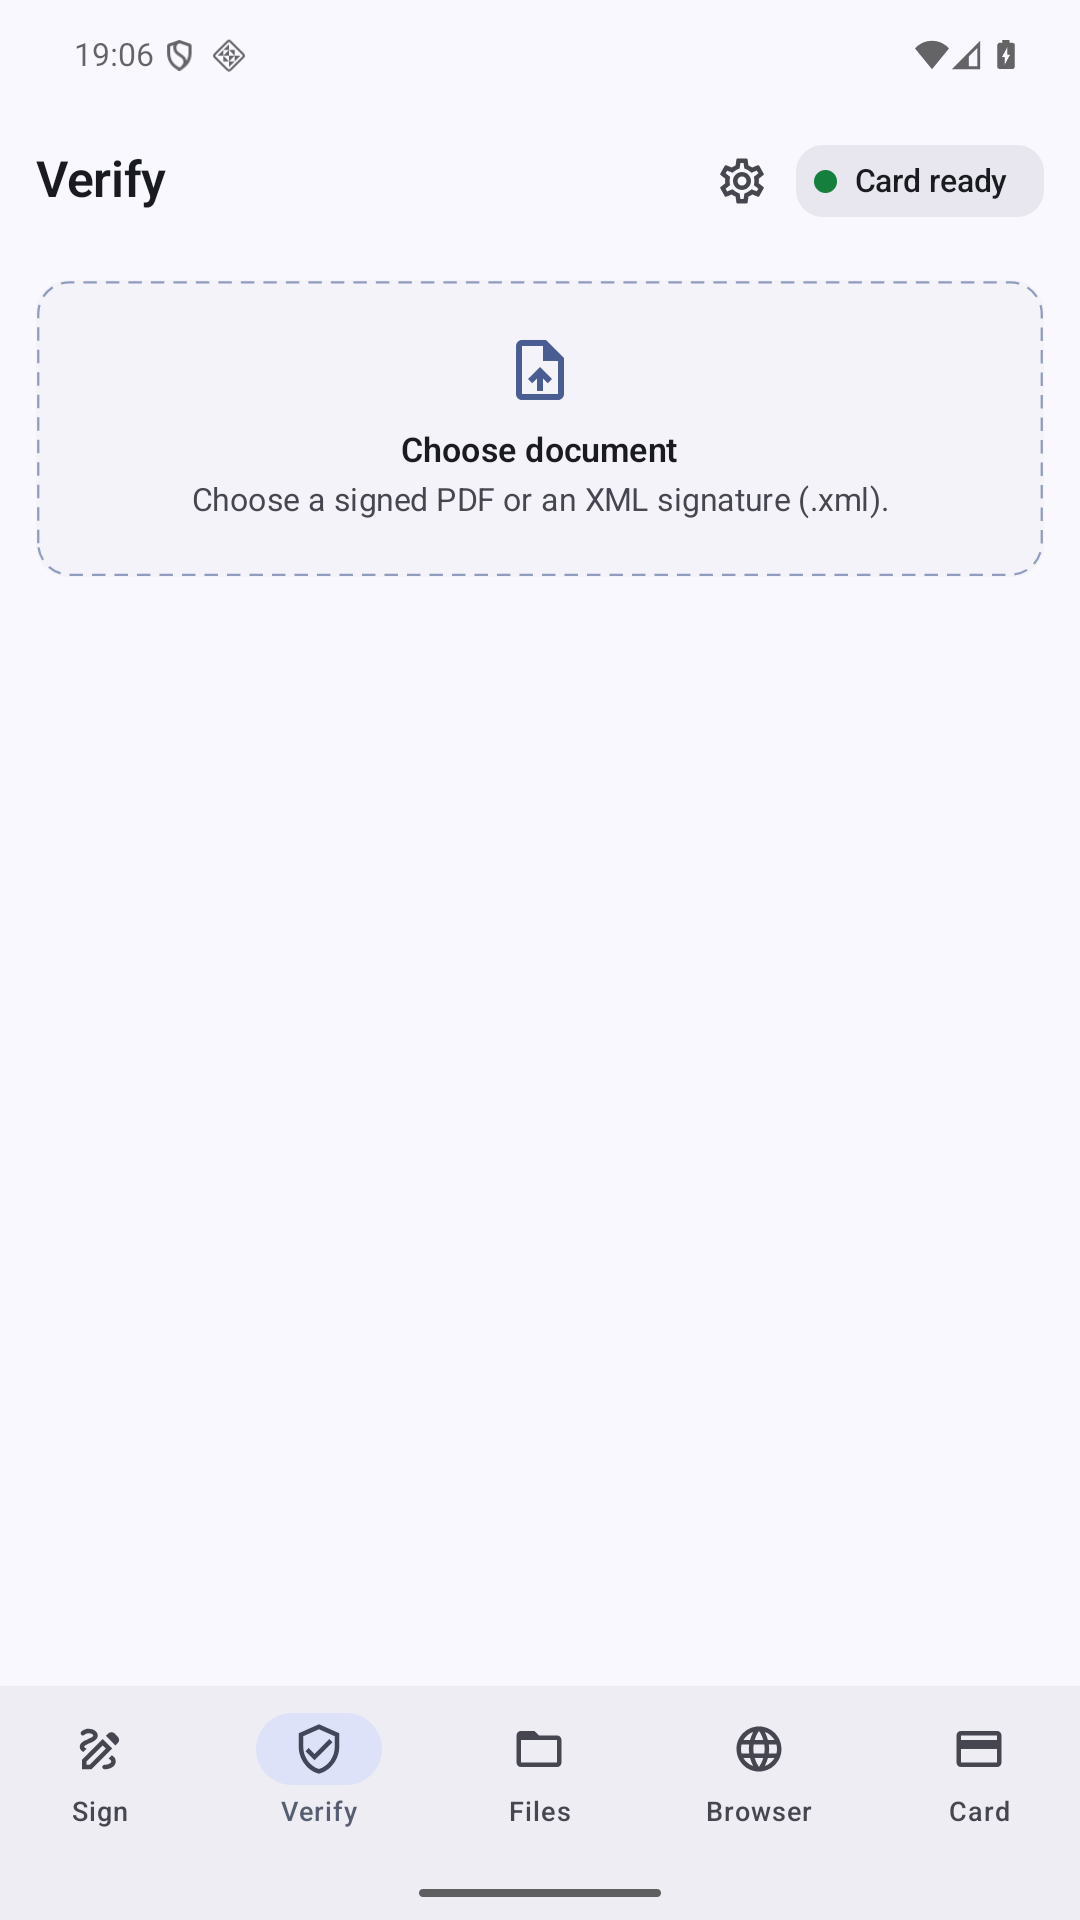 19:06
Verify
Card ready
Choose document
Choose a signed PDF or an XML signature (.xml).
Sign
Verify
Files
Browser
Card